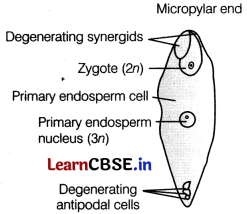 Micropylar end
Degenerating synergids
Zygote (2n)
Primary endosperm cell
Primary endosperm
nucleus (3n)
LearnCBSE.in
Degenerating
antipodal cells